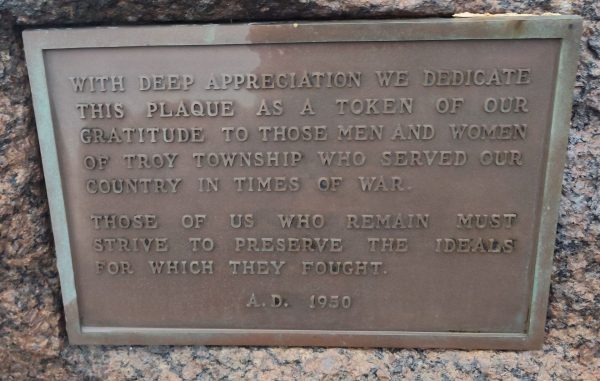 WITH DEEP APPRECIATION WE DEDICATE
THIS PLAQUE AS A TOKEN OF OUR
GRATITUDE TO THOSE MEN AND WOMEN
OF TROY TOWNSHIP WHO SERVED OUR
COUNTRY IN TIMES OF WAR.
THOSE OF US WHO REMAIN MUST
STRIVE TO PRESERVE THE IDEALS
FOR WHICH THEY FOUGHT.
A.D. 1950